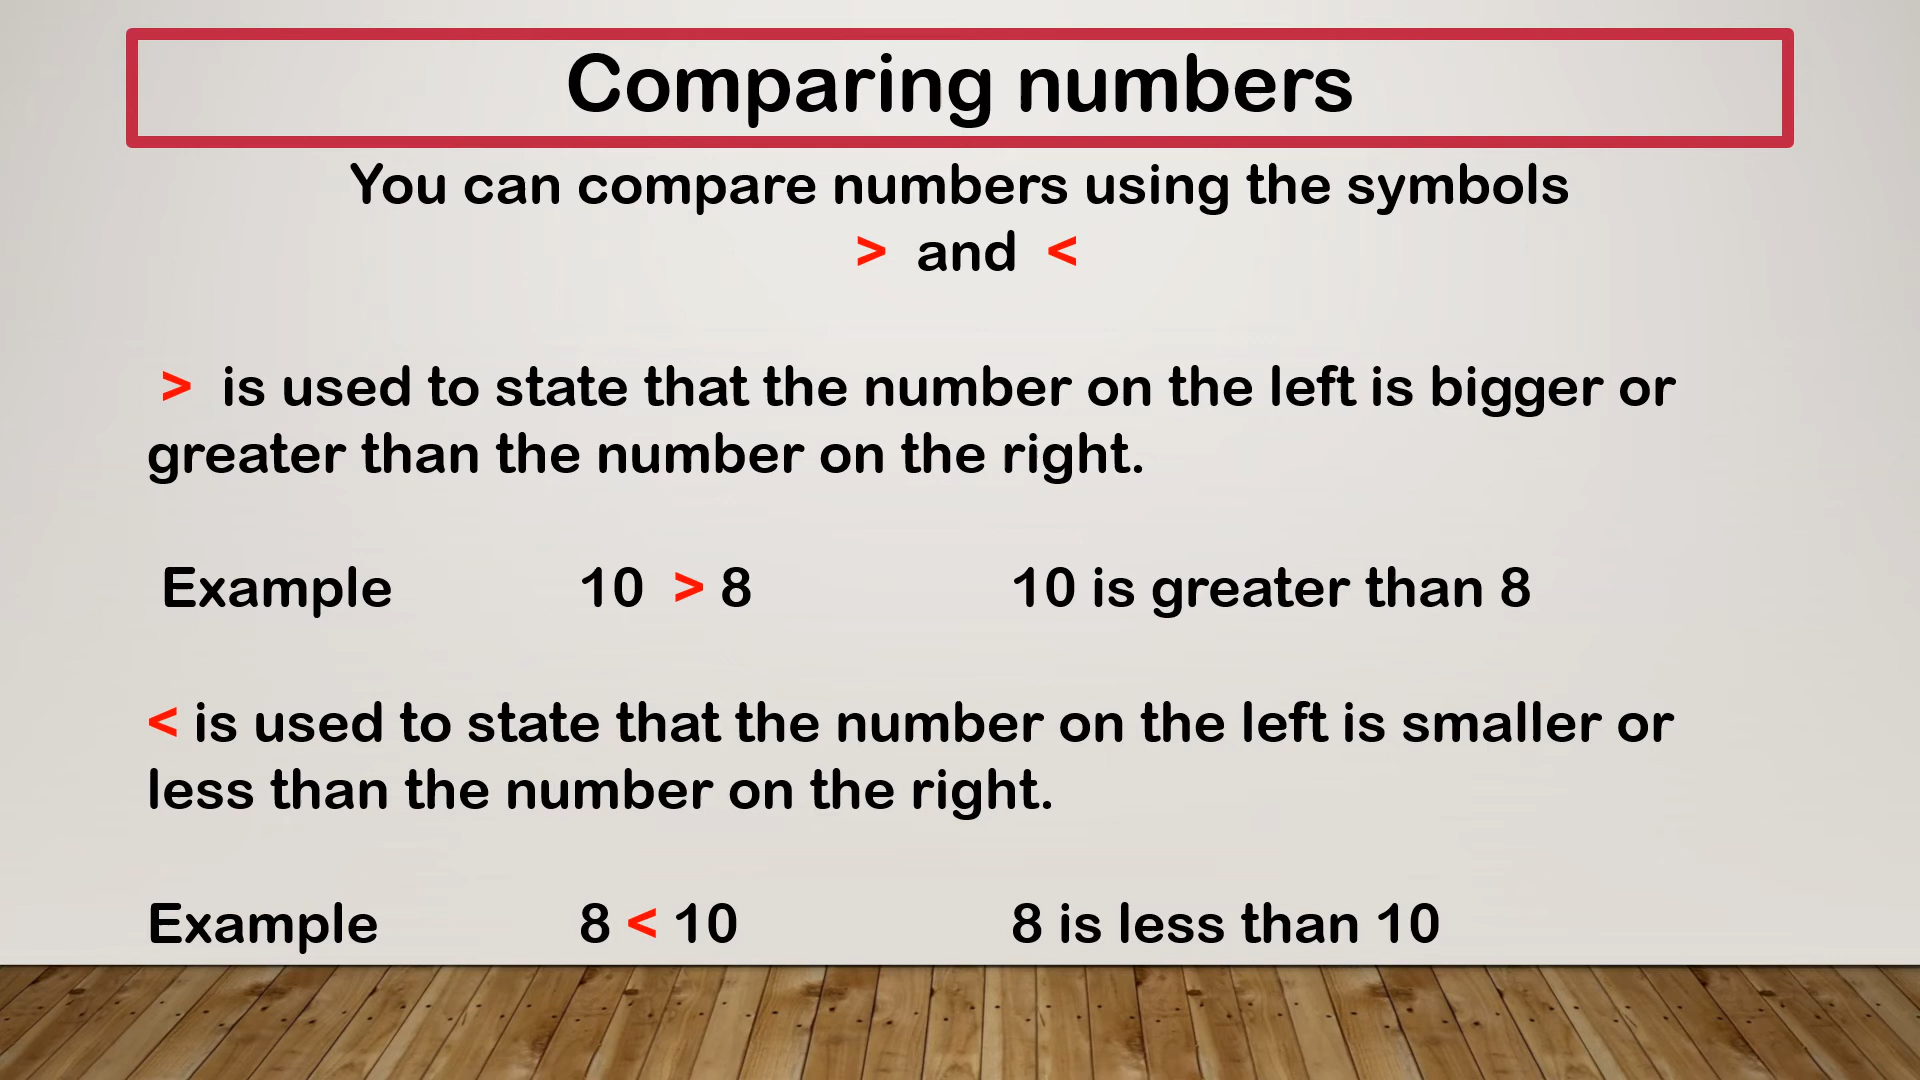 Comparing numbers
You can compare numbers using the symbols
> and <
> is used to state that the number on the left is bigger or
greater than the number on the right.
Example 10 > 8 10 is greater than 8
< is used to state that the number on the left is smaller or
less than the number on the right.
Example 8 < 10 8 is less than 10